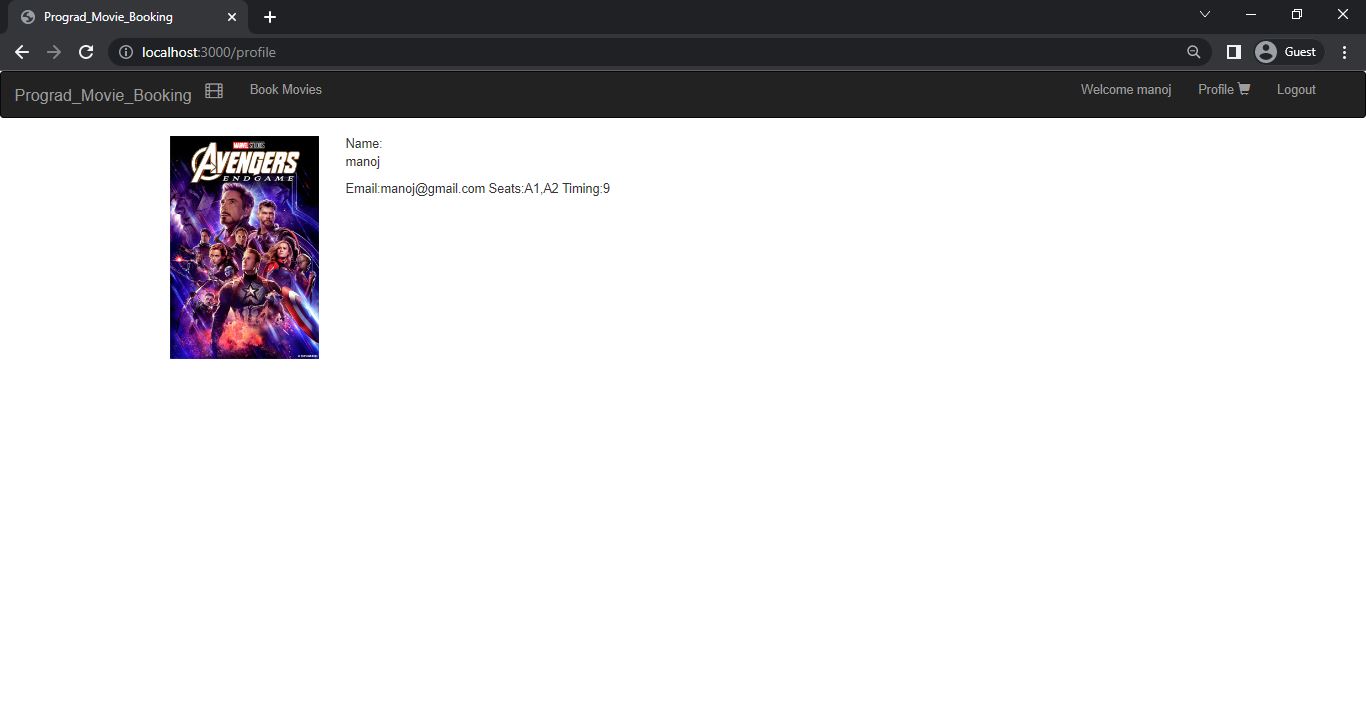 Prograd_Movie_Booking
localhost:3000/profile
Guest
Prograd_Movie_Booking
Book Movies
Welcome manoj
Profile
Logout
MARVEL STUDIOS
AVENGERS
ENDGAME
Name:
manoj
Email:manoj@gmail.com Seats:A1,A2 Timing:9